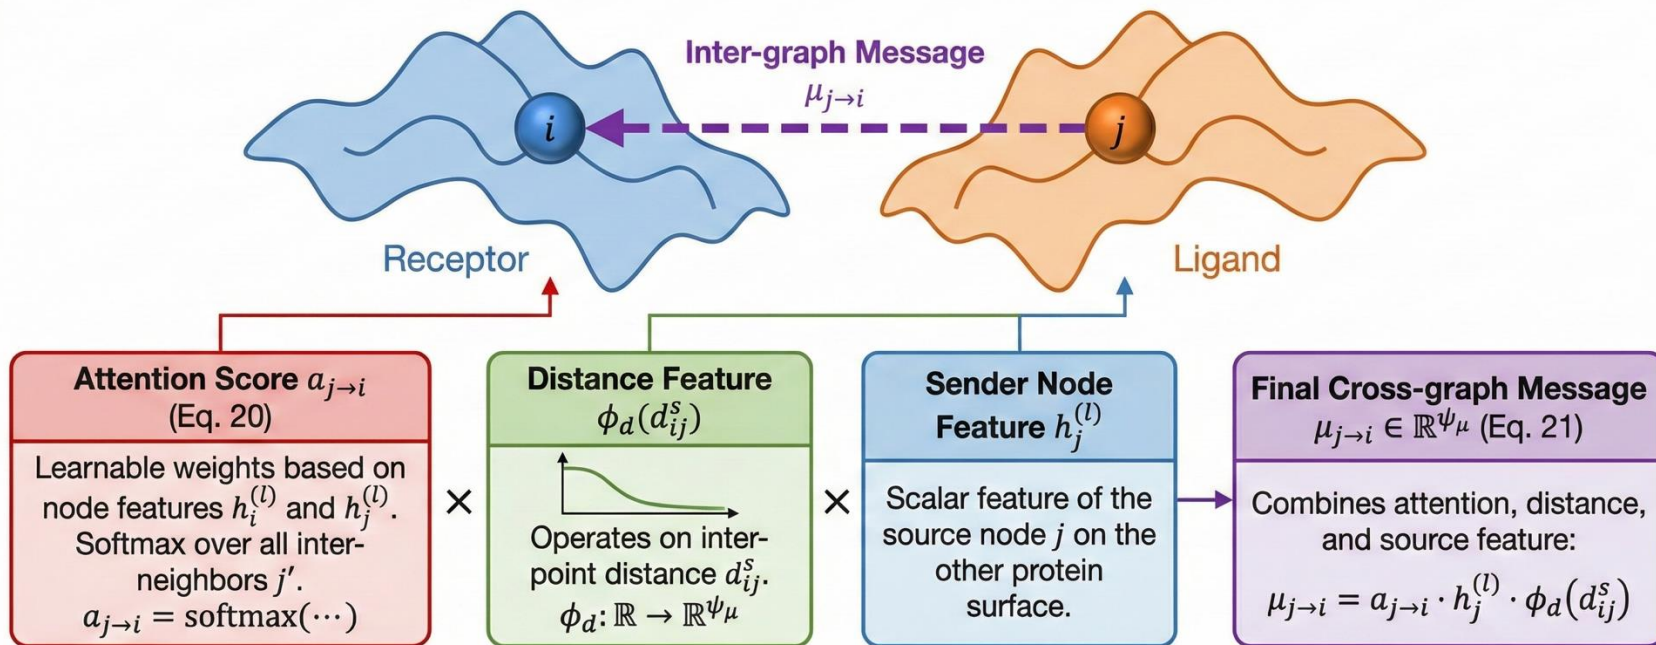 Inter-graph Message
μ_{j→i}
i
j
Receptor
Ligand
Attention Score a_{j→i}
(Eq. 20)
Learnable weights based on
node features h_i^{(l)} and h_j^{(l)}.
Softmax over all inter-
neighbors j′.
a_{j→i} = softmax(⋯)
×
Distance Feature
ϕ_d(d_{ij}^s)
Operates on inter-
point distance d_{ij}^s.
ϕ_d: ℝ → ℝ^{ψ_μ}
×
Sender Node
Feature h_j^{(l)}
Scalar feature of the
source node j on the
other protein
surface.
Final Cross-graph Message
μ_{j→i} ∈ ℝ^{ψ_μ} (Eq. 21)
Combines attention, distance,
and source feature:
μ_{j→i} = a_{j→i} · h_j^{(l)} · ϕ_d(d_{ij}^s)